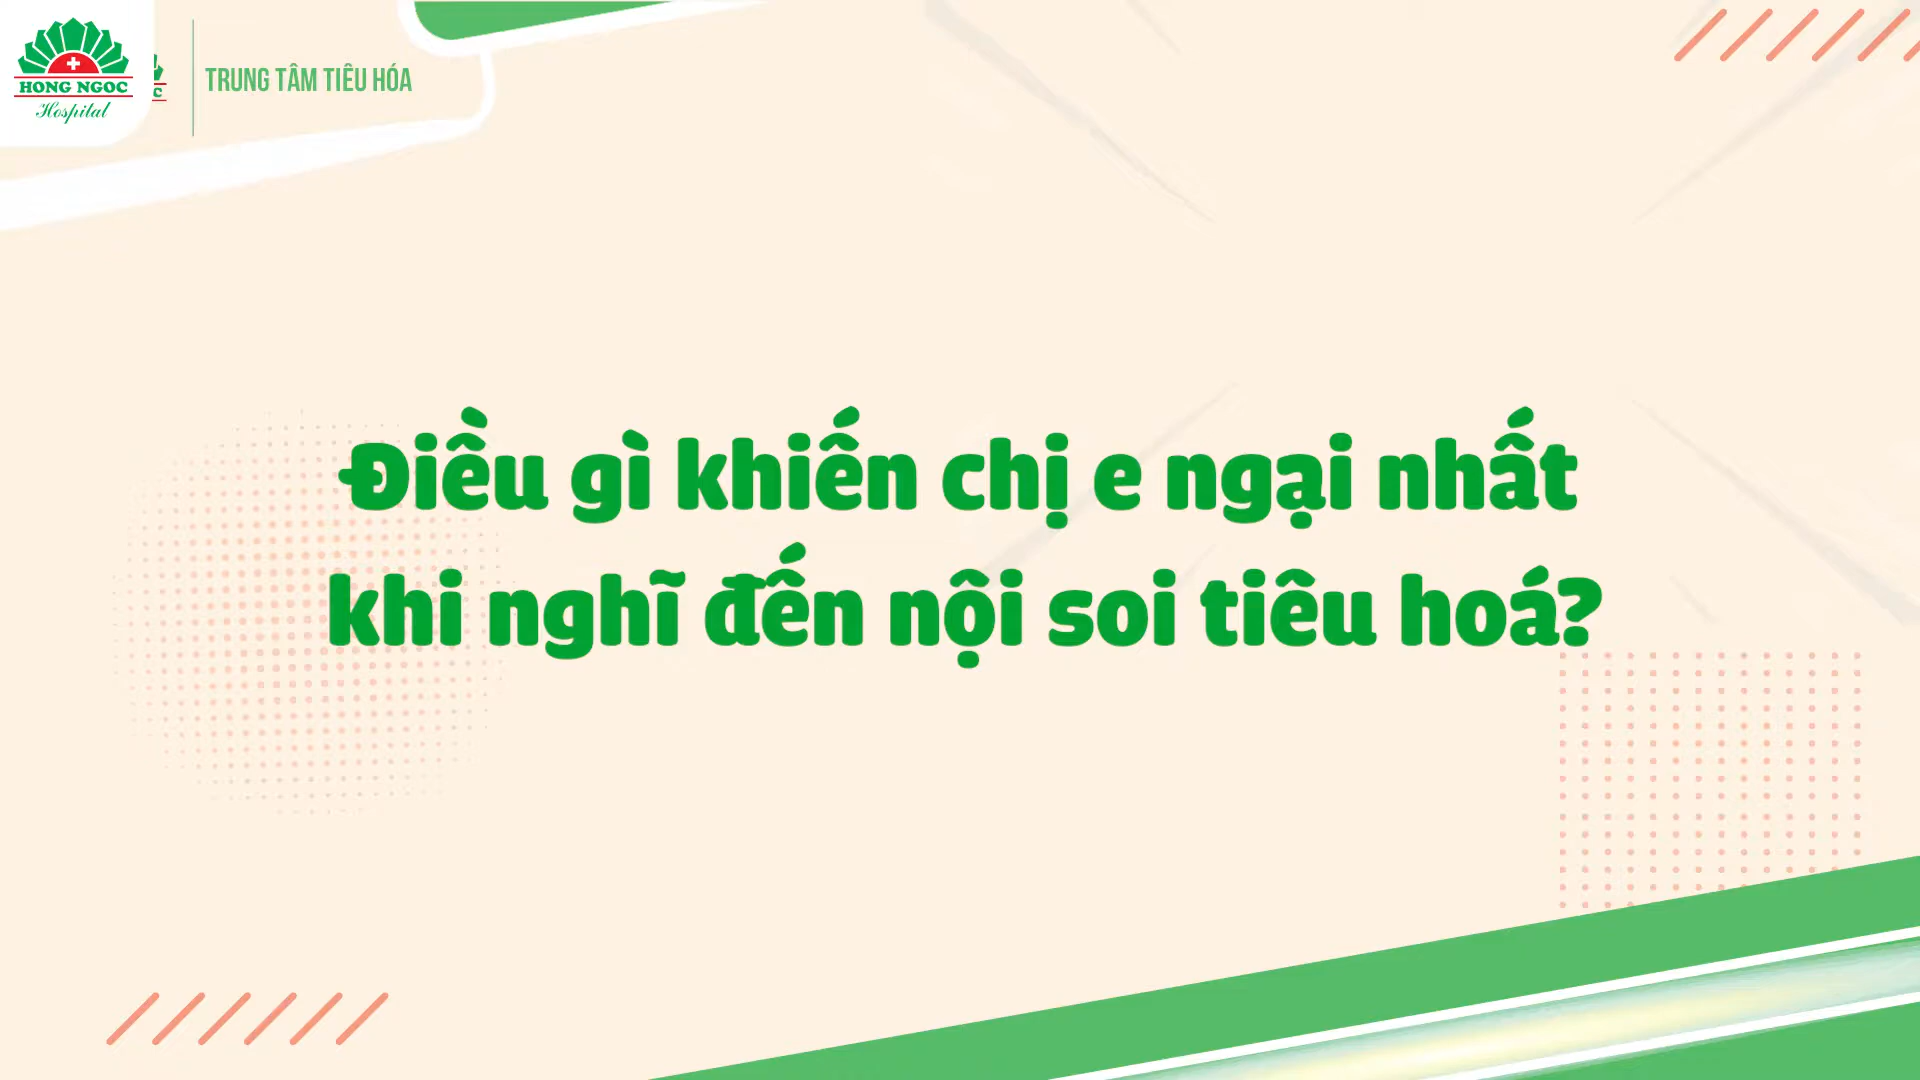 HONG NGOC
Hospital
C
TRUNG TÂM TIÊU HÓA
Điều gì khiến chị e ngại nhất
khi nghĩ đến nội soi tiêu hoá?